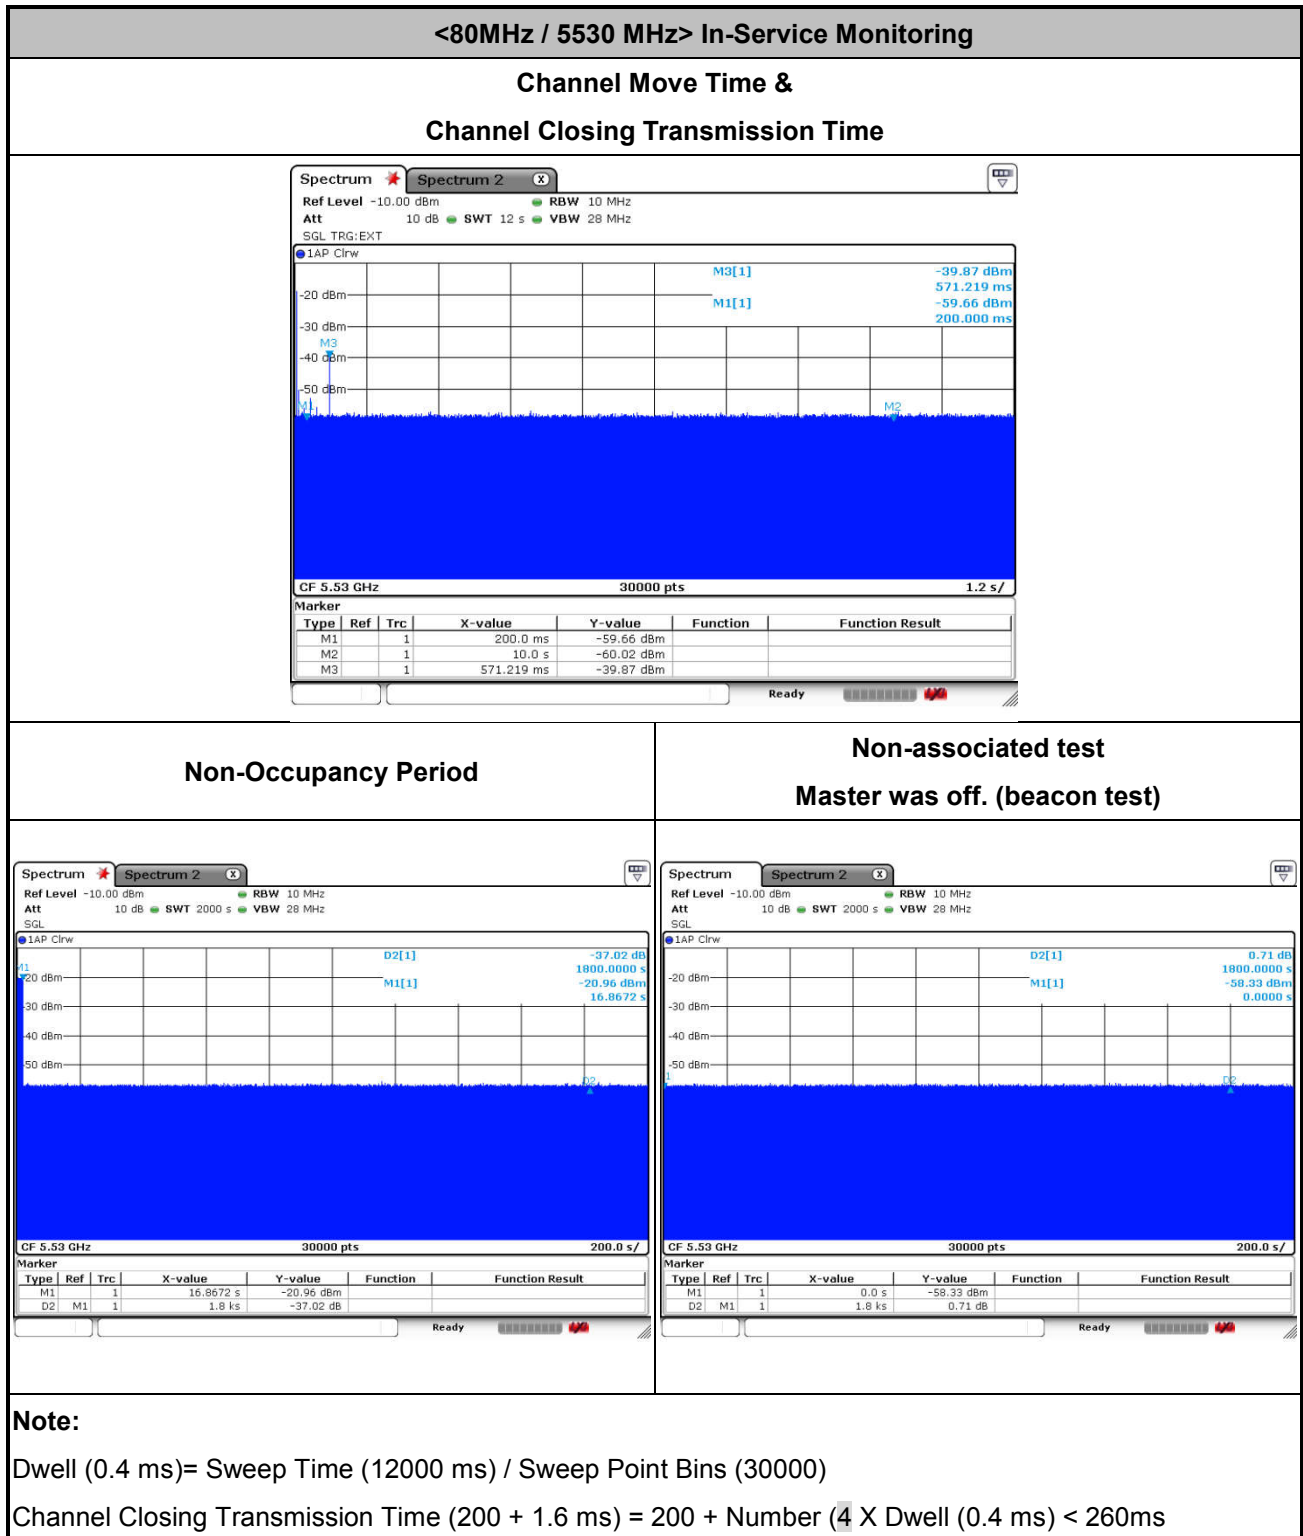 <80MHz / 5530 MHz> In-Service Monitoring
Channel Move Time &
Channel Closing Transmission Time
Spectrum Spectrum 2 X
Ref Level -10.00 dBm RBW 10 MHz
Att 10 dB SWT 12 s VBW 28 MHz
SGL TRG:EXT
1AP Clrw
M3[1] -39.87 dBm
571.219 ms
-20 dBm
M1[1] -59.66 dBm
200.000 ms
-30 dBm
M3
-40 dBm
-50 dBm
M1 M2
CF 5.53 GHz 30000 pts 1.2 s/
Marker
Type Ref Trc X-value Y-value Function Function Result
M1 1 200.0 ms -59.66 dBm
M2 1 10.0 s -60.02 dBm
M3 1 571.219 ms -39.87 dBm
Ready
Non-Occupancy Period
Non-associated test
Master was off. (beacon test)
Spectrum Spectrum 2 X
Ref Level -10.00 dBm RBW 10 MHz
Att 10 dB SWT 2000 s VBW 28 MHz
SGL
1AP Clrw
D2[1] -37.02 dB
1800.0000 s
M1
-20 dBm
M1[1] -20.96 dBm
16.8672 s
-30 dBm
-40 dBm
-50 dBm
D2
CF 5.53 GHz 30000 pts 200.0 s/
Marker
Type Ref Trc X-value Y-value Function Function Result
M1 1 16.8672 s -20.96 dBm
D2 M1 1 1.8 ks -37.02 dB
Ready
Spectrum Spectrum 2 X
Ref Level -10.00 dBm RBW 10 MHz
Att 10 dB SWT 2000 s VBW 28 MHz
SGL
1AP Clrw
D2[1] 0.71 dB
1800.0000 s
-20 dBm
M1[1] -58.33 dBm
0.0000 s
-30 dBm
-40 dBm
-50 dBm
1 D2
CF 5.53 GHz 30000 pts 200.0 s/
Marker
Type Ref Trc X-value Y-value Function Function Result
M1 1 0.0 s -58.33 dBm
D2 M1 1 1.8 ks 0.71 dB
Ready
Note:
Dwell (0.4 ms)= Sweep Time (12000 ms) / Sweep Point Bins (30000)
Channel Closing Transmission Time (200 + 1.6 ms) = 200 + Number (4 X Dwell (0.4 ms) < 260ms